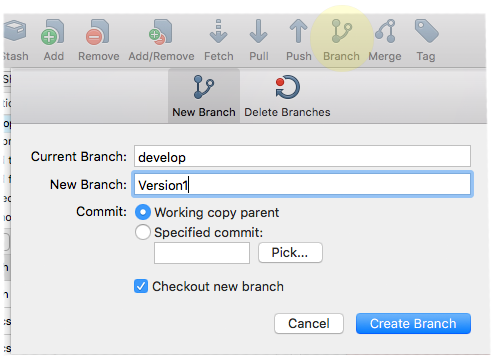 Stash Add Remove Add/Remove Fetch Pull Push Branch Merge Tag
New Branch Delete Branches
Current Branch: develop
New Branch: Version1
Commit: Working copy parent
Specified commit:
Pick...
Checkout new branch
Cancel Create Branch